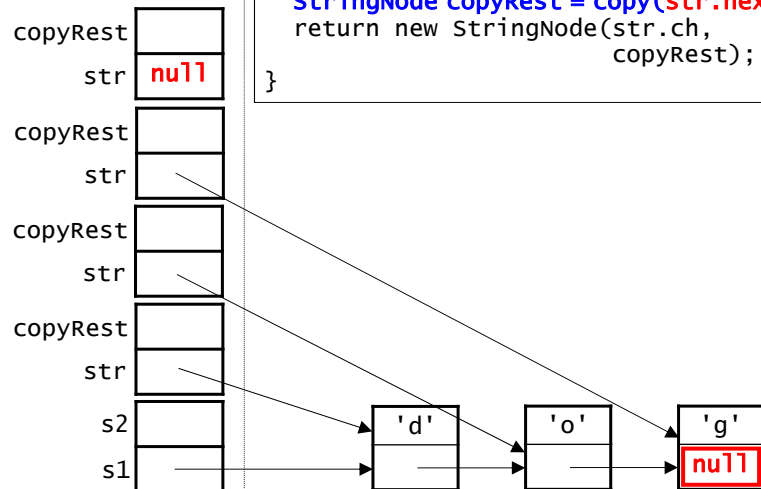 StringNode copyRest = copy(str.nex
return new StringNode(str.ch,
copyRest);
}
copyRest
str null
copyRest
str
copyRest
str
copyRest
str
s2
s1
'd' 'o' 'g'
null